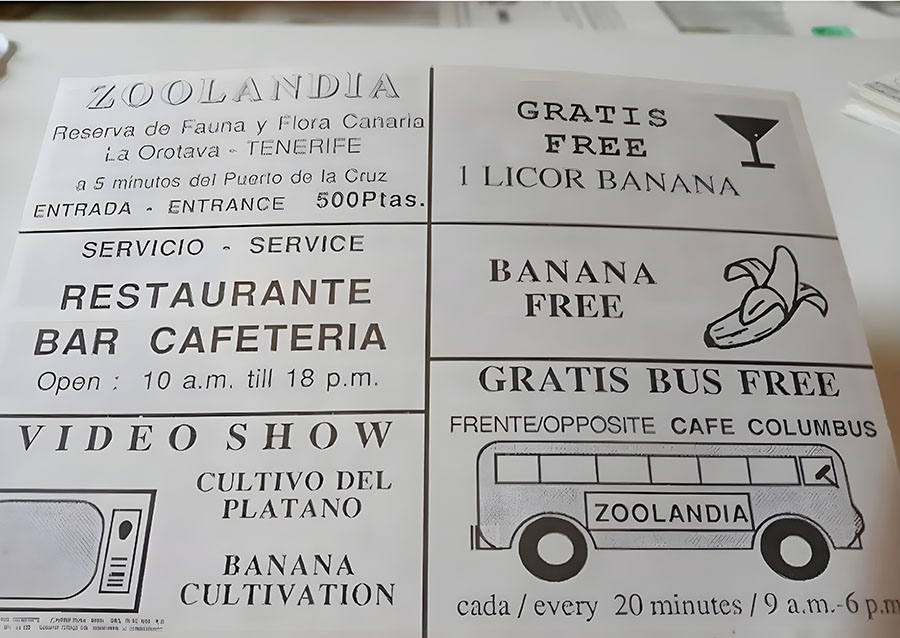 ZOOLANDIA
Reserva de Fauna y Flora Canaria
La Orotava - TENERIFE
a 5 minutos del Puerto de la Cruz
ENTRADA - ENTRANCE 500Ptas.
SERVICIO - SERVICE
RESTAURANTE
BAR CAFETERIA
Open : 10 a.m. till 18 p.m.
VIDEO SHOW
CULTIVO DEL
PLATANO
BANANA
CULTIVATION
GRATIS
FREE
1 LICOR BANANA
BANANA
FREE
GRATIS BUS FREE
FRENTE/OPPOSITE CAFE COLUMBUS
ZOOLANDIA
cada / every 20 minutes / 9 a.m.-6 p.m